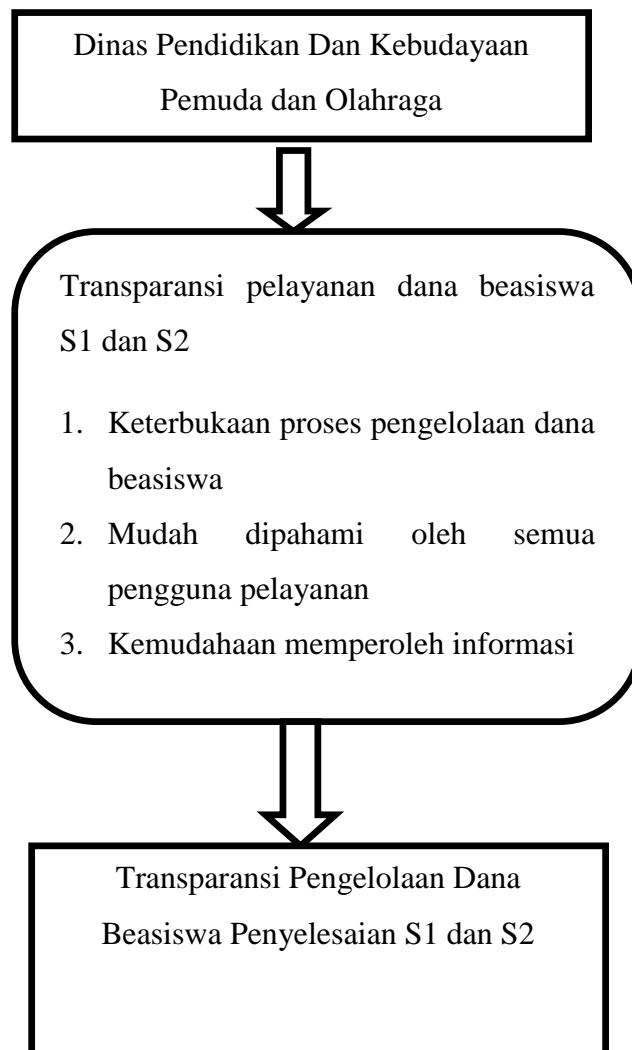 Dinas Pendidikan Dan Kebudayaan
Pemuda dan Olahraga
Transparansi pelayanan dana beasiswa
S1 dan S2
1. Keterbukaan proses pengelolaan dana
beasiswa
2. Mudah dipahami oleh semua
pengguna pelayanan
3. Kemudahaan memperoleh informasi
Transparansi Pengelolaan Dana
Beasiswa Penyelesaian S1 dan S2